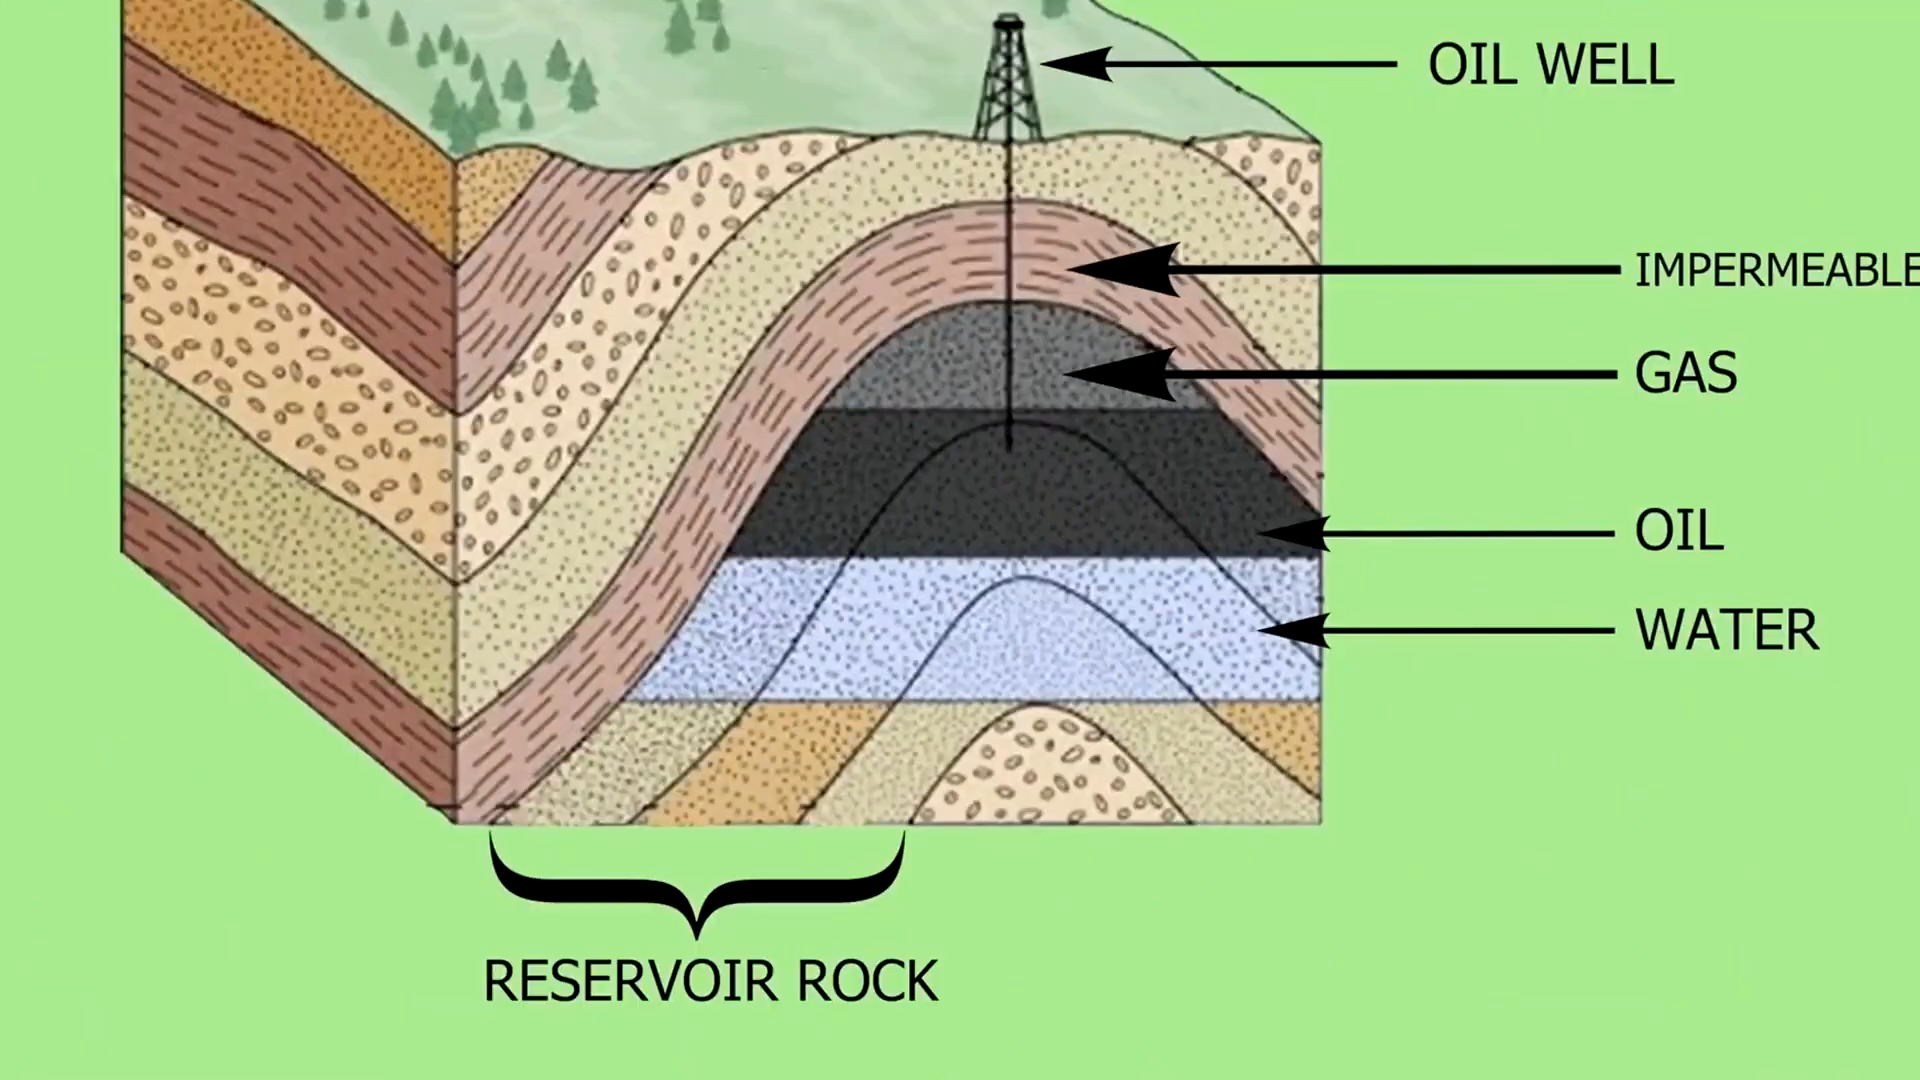 OIL WELL
IMPERMEABLE
GAS
OIL
WATER
RESERVOIR ROCK